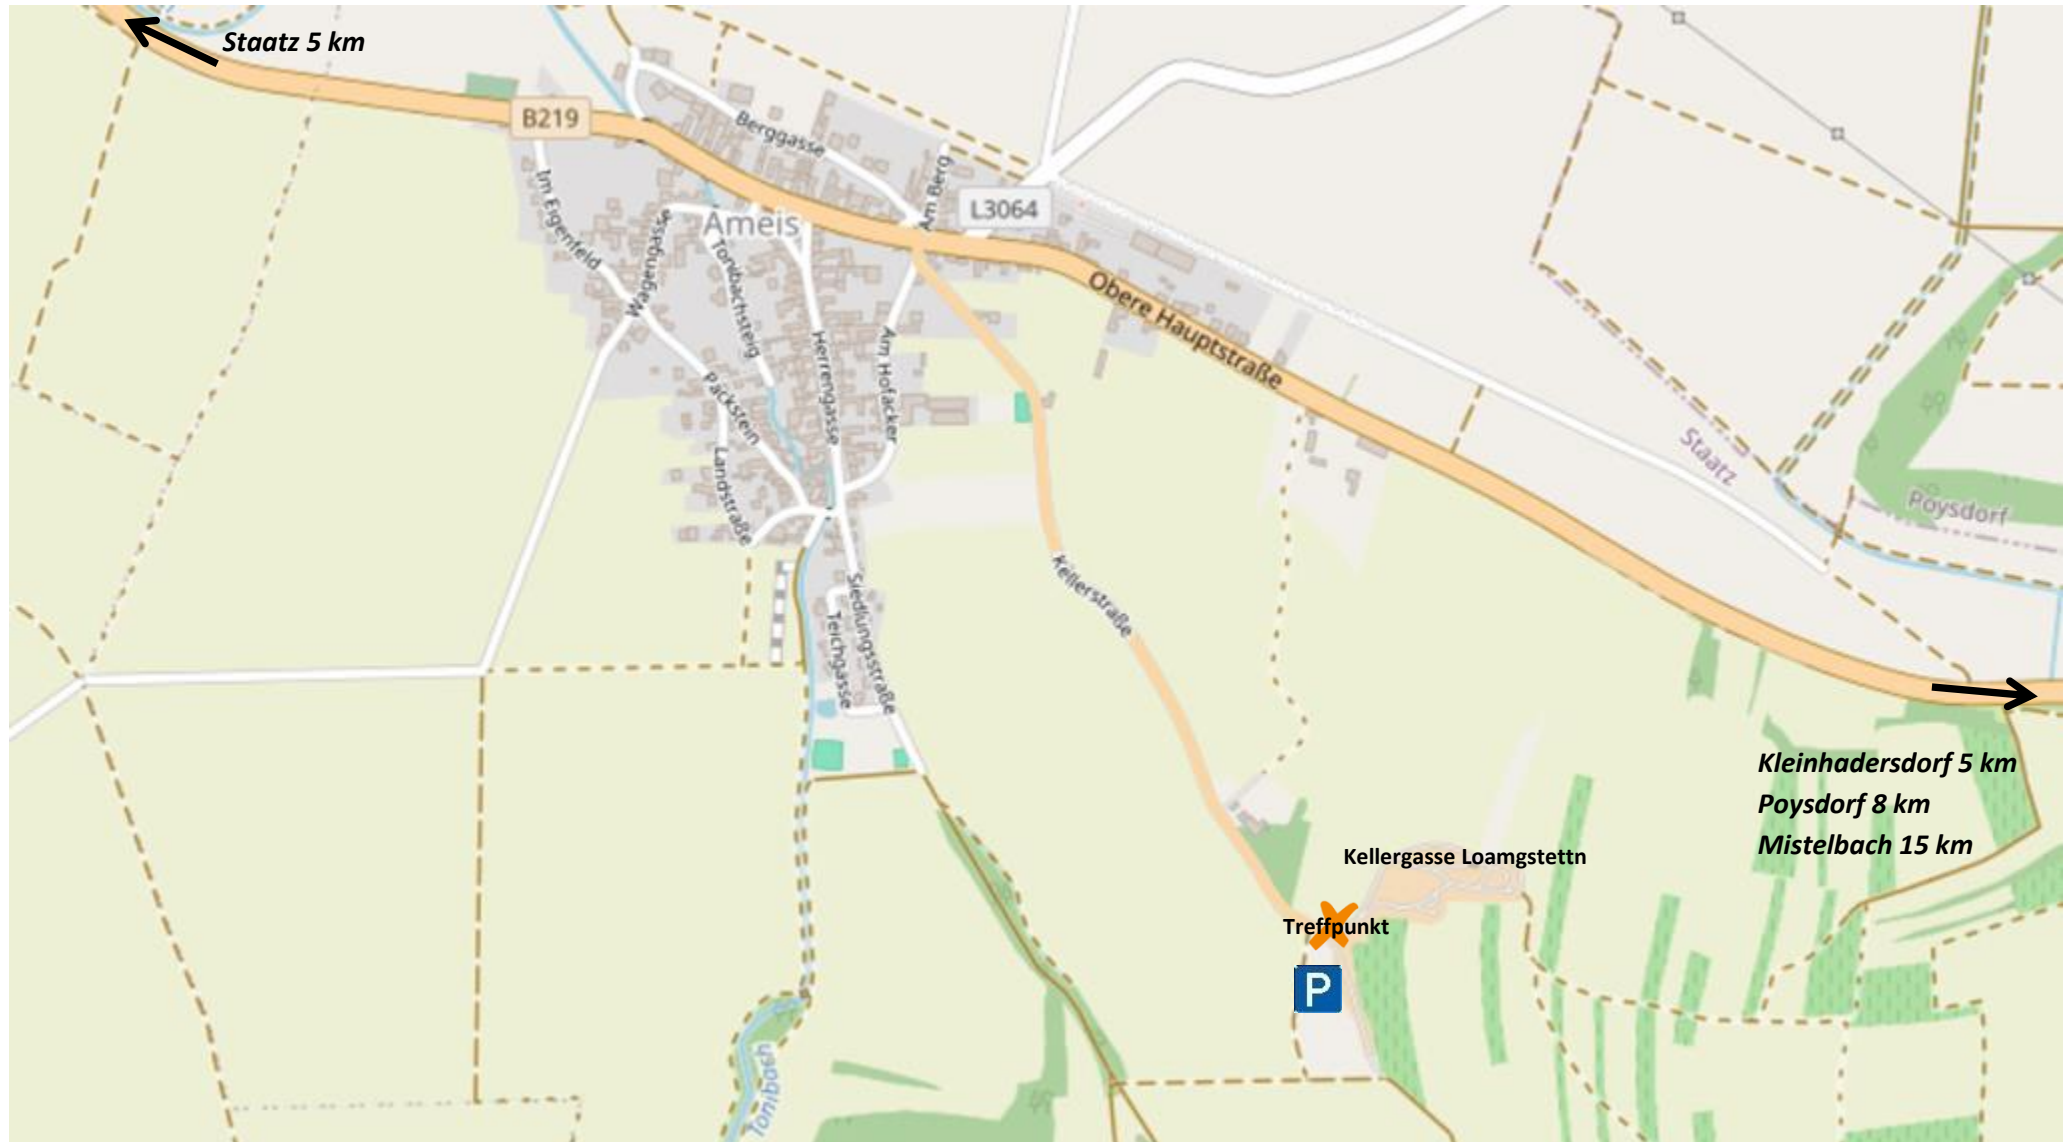 Staatz 5 km
B219
Berggasse
Am Berg
L3064
Im Eigenfeld
Wagengasse
Ameis
Tonibachsteig
Obere Hauptstraße
Herrengasse
Am Hofacker
Packstein
Landstraße
Staatz
Poysdorf
Kellerstraße
Siedlungsstraße
Teichgasse
Kleinhadersdorf 5 km
Poysdorf 8 km
Mistelbach 15 km
Kellergasse Loamgstettn
Treffpunkt
P
Tonibach